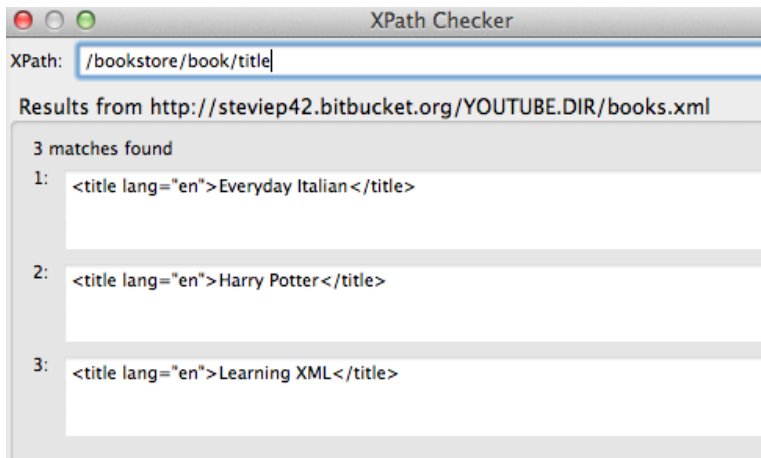 XPath Checker
XPath: /bookstore/book/title
Results from http://steviep42.bitbucket.org/YOUTUBE.DIR/books.xml
3 matches found
1: <title lang="en">Everyday Italian</title>
2: <title lang="en">Harry Potter</title>
3: <title lang="en">Learning XML</title>